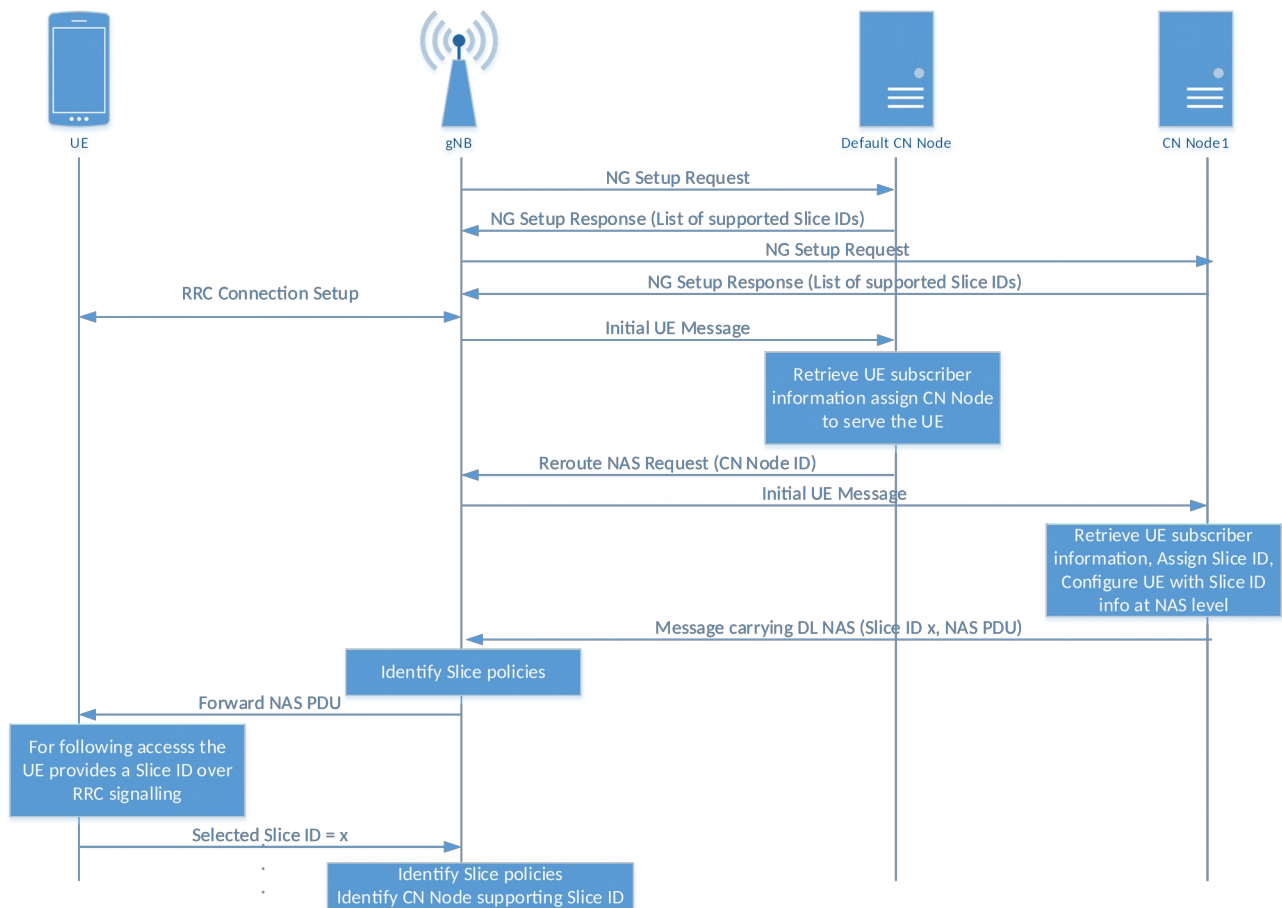 UE
gNB
Default CN Node
CN Node1
NG Setup Request
NG Setup Response (List of supported Slice IDs)
NG Setup Request
NG Setup Response (List of supported Slice IDs)
RRC Connection Setup
Initial UE Message
Retrieve UE subscriber
information assign CN Node
to serve the UE
Reroute NAS Request (CN Node ID)
Initial UE Message
Retrieve UE subscriber
information, Assign Slice ID,
Configure UE with Slice ID
info at NAS level
Message carrying DL NAS (Slice ID x, NAS PDU)
Identify Slice policies
Forward NAS PDU
For following accesss the
UE provides a Slice ID over
RRC signalling
Selected Slice ID = x
Identify Slice policies
Identify CN Node supporting Slice ID